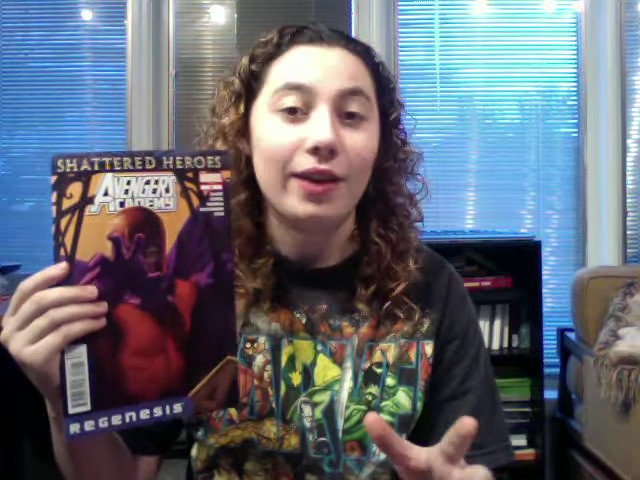 SHATTERED HEROES
AVENGERS
ACADEMY
REGENESIS
MARVEL